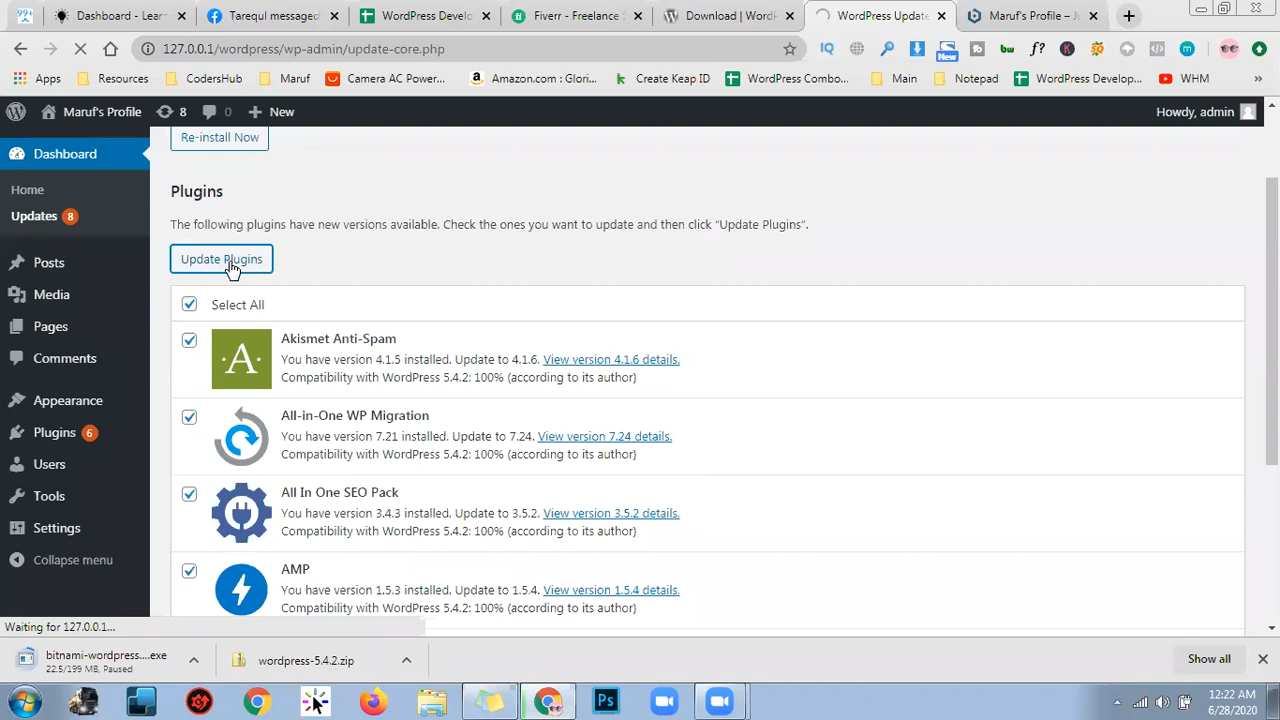 Dashboard - Learn
Tarequl messaged
WordPress Develo
Fiverr - Freelance S
Download | WordP
WordPress Update
Maruf's Profile – Ju
127.0.0.1/wordpress/wp-admin/update-core.php
New
Apps
Resources
CodersHub
Maruf
Camera AC Powe...
Amazon.com : Glori...
Create Keap ID
WordPress Combo...
Main
Notepad
WordPress Develop...
WHM
Maruf's Profile
8
0
New
Howdy, admin
Dashboard
Home
Updates 8
Posts
Media
Pages
Comments
Appearance
Plugins 6
Users
Tools
Settings
Collapse menu
Re-install Now
Plugins
The following plugins have new versions available. Check the ones you want to update and then click “Update Plugins”.
Update Plugins
Select All
Akismet Anti-Spam
You have version 4.1.5 installed. Update to 4.1.6. View version 4.1.6 details.
Compatibility with WordPress 5.4.2: 100% (according to its author)
All-in-One WP Migration
You have version 7.21 installed. Update to 7.24. View version 7.24 details.
Compatibility with WordPress 5.4.2: 100% (according to its author)
All In One SEO Pack
You have version 3.4.3 installed. Update to 3.5.2. View version 3.5.2 details.
Compatibility with WordPress 5.4.2: 100% (according to its author)
AMP
You have version 1.5.3 installed. Update to 1.5.4. View version 1.5.4 details.
Compatibility with WordPress 5.4.2: 100% (according to its author)
Waiting for 127.0.0.1...
bitnami-wordpress....exe
22.5/199 MB, Paused
wordpress-5.4.2.zip
Show all
Ps
12:22 AM
6/28/2020